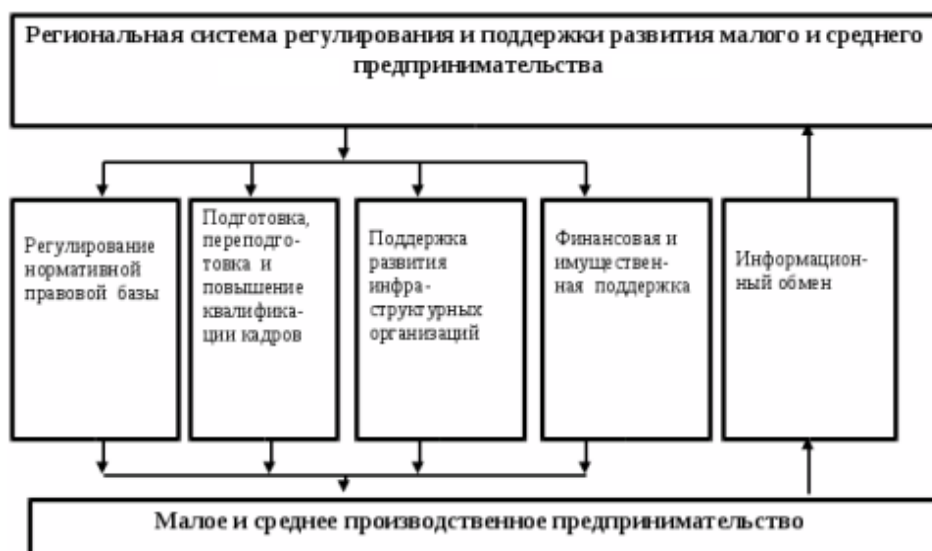 Региональная система регулирования и поддержки развития малого и среднего
предпринимательства
Регулирование
нормативной
правовой базы
Подготовка,
переподго-
товка и
повышение
квалифика-
ции кадров
Поддержка
развития
инфра-
структурных
организаций
Финансовая и
имуществен-
ная поддержка
Информацион-
ный обмен
Малое и среднее производственное предпринимательство